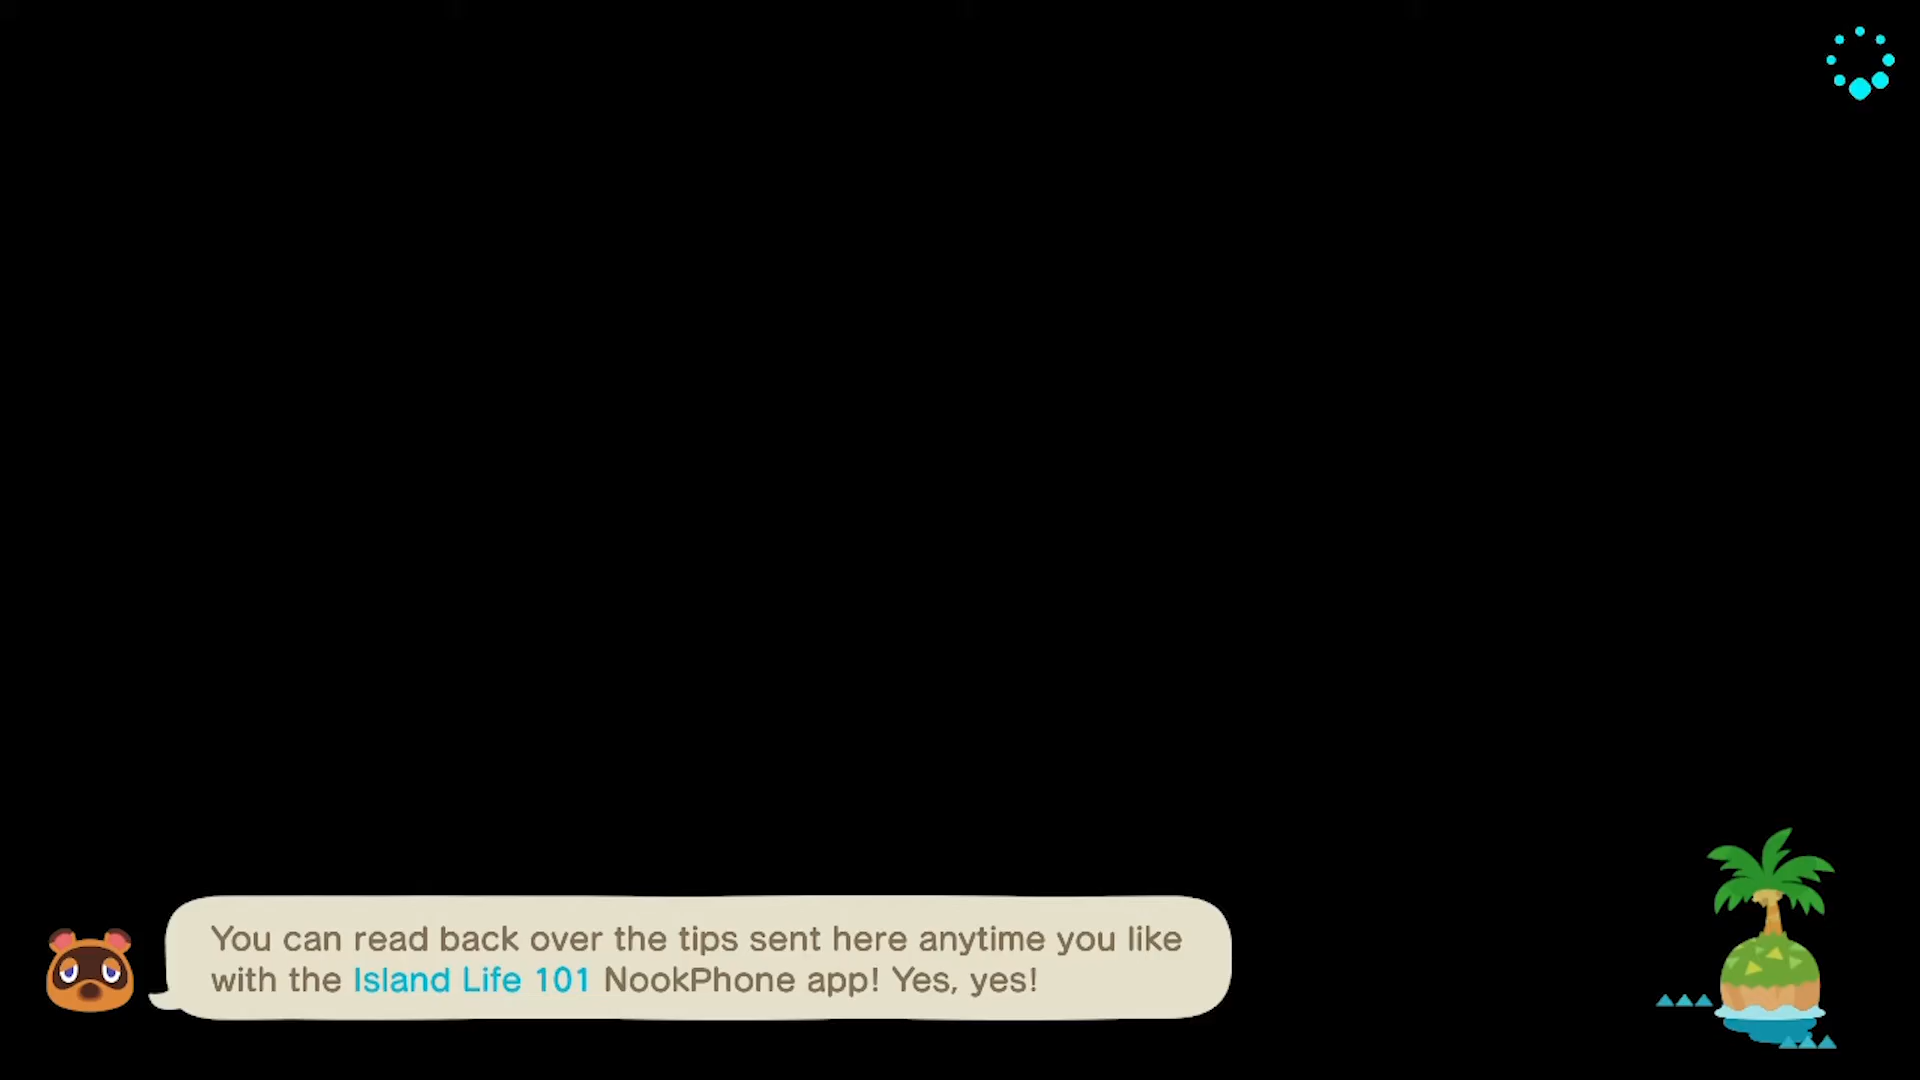 You can read back over the tips sent here anytime you like
with the Island Life 101 NookPhone app! Yes, yes!